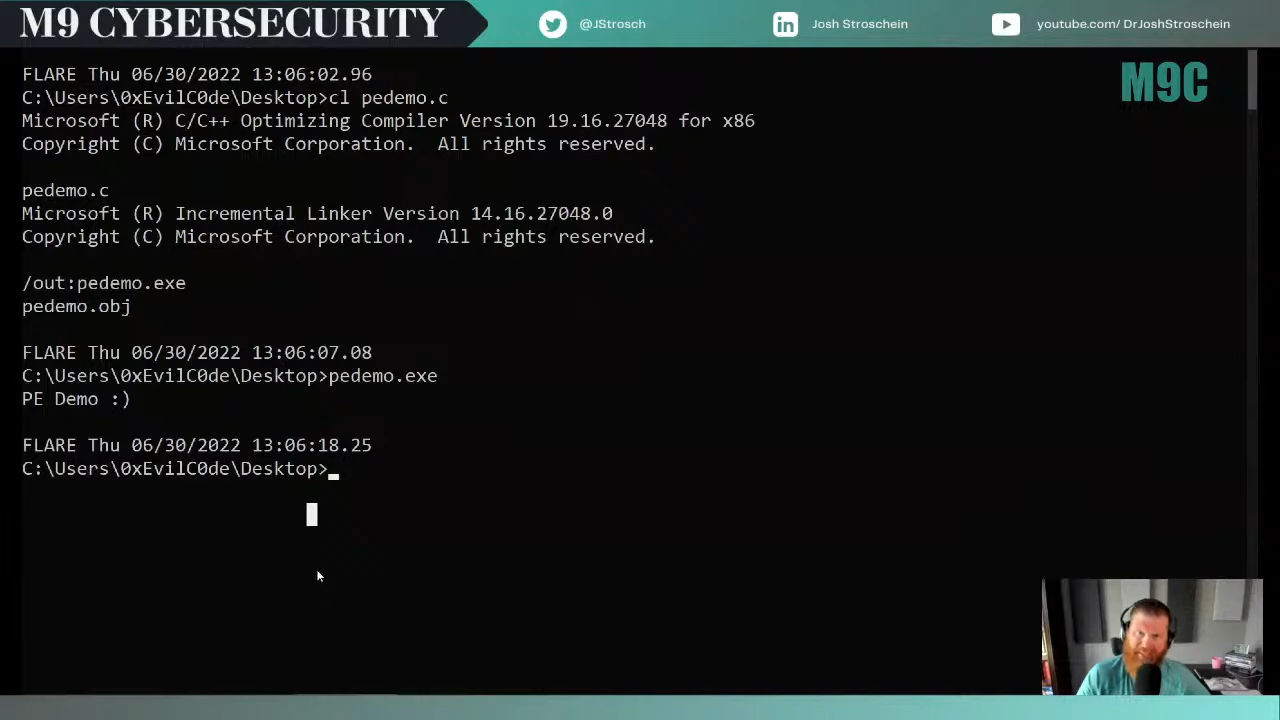 M9 CYBERSECURITY
@JStrosch
Josh Stroschein
youtube.com/ DrJoshStroschein
M9C
FLARE Thu 06/30/2022 13:06:02.96
C:\Users\0xEvilC0de\Desktop>cl pedemo.c
Microsoft (R) C/C++ Optimizing Compiler Version 19.16.27048 for x86
Copyright (C) Microsoft Corporation.  All rights reserved.
pedemo.c
Microsoft (R) Incremental Linker Version 14.16.27048.0
Copyright (C) Microsoft Corporation.  All rights reserved.
/out:pedemo.exe
pedemo.obj
FLARE Thu 06/30/2022 13:06:07.08
C:\Users\0xEvilC0de\Desktop>pedemo.exe
PE Demo :)
FLARE Thu 06/30/2022 13:06:18.25
C:\Users\0xEvilC0de\Desktop>